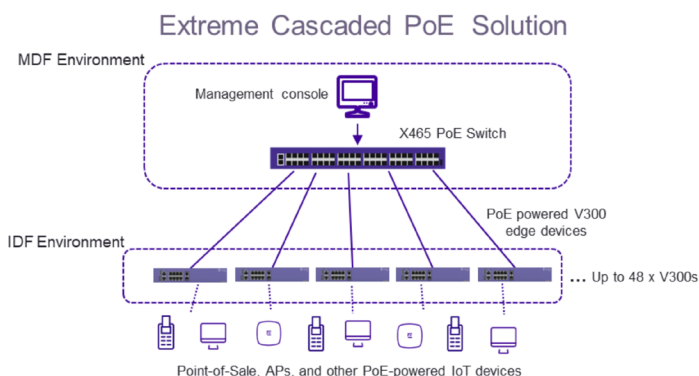 Extreme Cascaded PoE Solution
MDF Environment
Management console
X465 PoE Switch
PoE powered V300
edge devices
IDF Environment
... Up to 48 x V300s
Point-of-Sale, APs, and other PoE-powered IoT devices